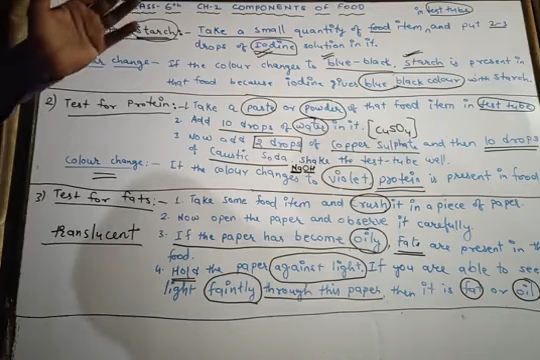 ASS- 6th CH-2 COMPONENTS OF FOOD
in test tube
Starch:- Take a small quantity of food item, and put 2-3
drops of Iodine solution in it.
ur change- If the colour changes to blue-black, starch is present in
that food because iodine gives blue black colour with starch.
2) Test for Protein:- 1. Take a paste or powder of that food item in test tube
2. Add 10 drops of water in it. [CuSO4]
3. Now add 2 drops of Copper Sulphate and then 10 drops
of Caustic Soda, shake the test-tube well.
NaOH
Colour change:- If the colour changes to violet protein is present in food
3) Test for fats:- 1. Take some food item and crush it in a piece of paper.
2. Now open the paper and observe it carefully.
translucent 3. If the paper has become oily, fats are present in th
food.
4. Hold the paper against light. If you are able to see
light faintly through this paper then it is fat or oil